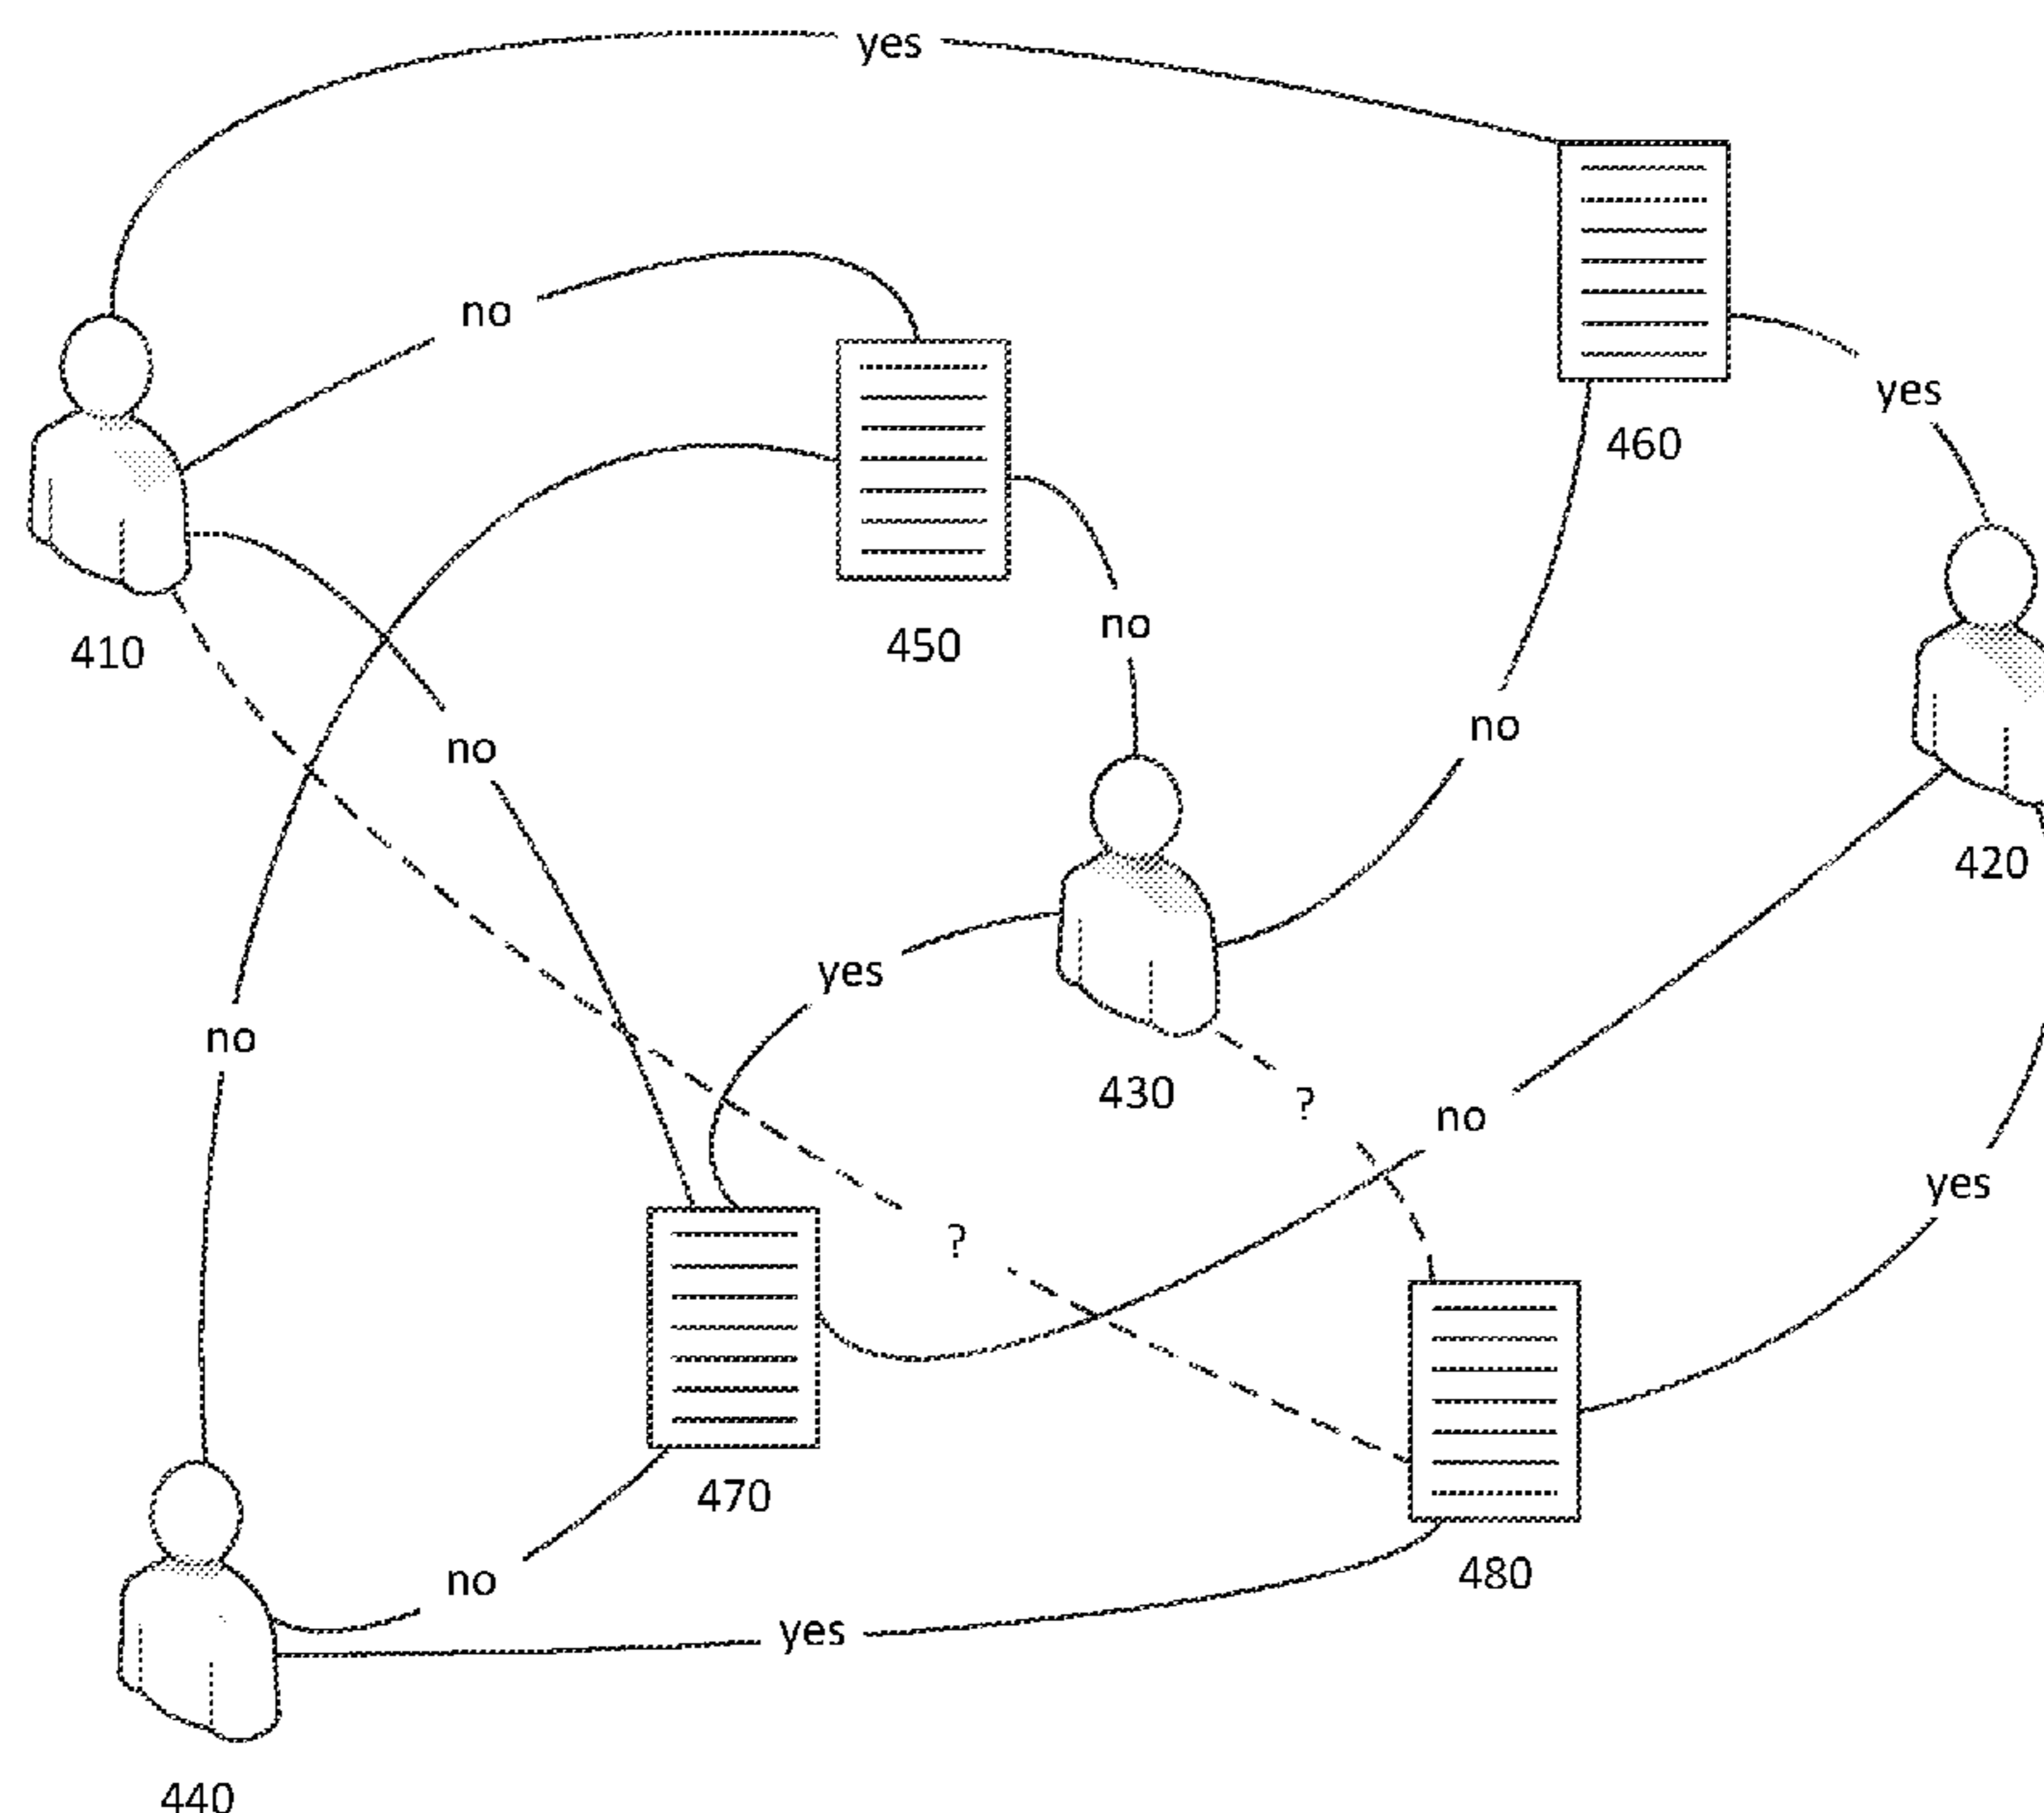 yes
no
yes
460
no
450
410
no
no
no
420
yes
no
430
?
no
yes
?
470
480
no
yes
440